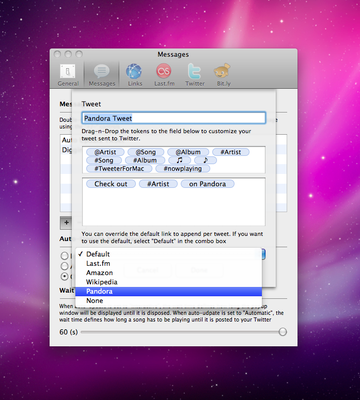 Messages
General
Messages
Links
Last.fm
Twitter
Bit.ly
Tweet
Pandora Tweet
Drag-n-Drop the tokens to the field below to customize your
tweet sent to Twitter.
@Artist @Song @Album #Artist
#Song #Album ♫ ♪
#TweeterForMac #nowplaying
Check out #Artist on Pandora
You can override the default link to append per tweet. If you want
to use the default, select "Default" in the combo box
✓ Default
Last.fm
Amazon
Wikipedia
Pandora
None
window will be displayed until it is disposed. When auto-udpate is set to "Automatic", the
wait time defines how long a song has to be playing until it is posted to your Twitter
60 (s)